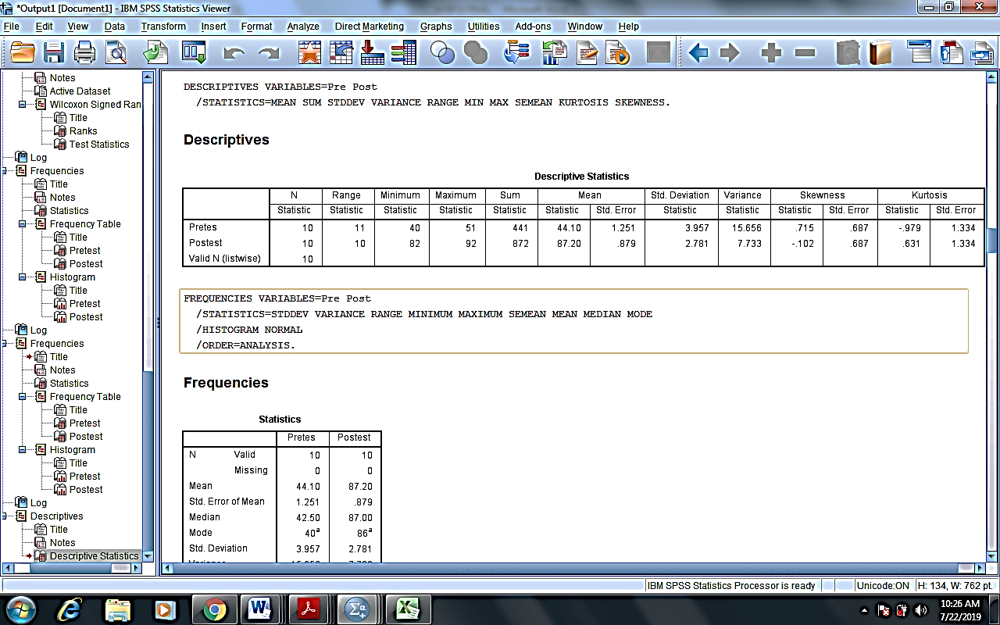 *Output1 [Document1] - IBM SPSS Statistics Viewer
File Edit View Data Transform Insert Format Analyze Direct Marketing Graphs Utilities Add-ons Window Help
Notes
Active Dataset
Wilcoxon Signed Ran
Title
Ranks
Test Statistics
Log
Frequencies
Title
Notes
Statistics
Frequency Table
Title
Pretest
Postest
Histogram
Title
Pretest
Postest
Log
Frequencies
Title
Notes
Statistics
Frequency Table
Title
Pretest
Postest
Histogram
Title
Pretest
Postest
Log
Descriptives
Title
Notes
Descriptive Statistics
DESCRIPTIVES VARIABLES=Pre Post
/STATISTICS=MEAN SUM STDDEV VARIANCE RANGE MIN MAX SEMEAN KURTOSIS SKEWNESS.
Descriptives
Descriptive Statistics
N Range Minimum Maximum Sum Mean Std. Deviation Variance Skewness Kurtosis
Statistic Statistic Statistic Statistic Statistic Statistic Std. Error Statistic Statistic Statistic Std. Error Statistic Std. Error
Pretes 10 11 40 51 441 44.10 1.251 3.957 15.656 .715 .687 -.979 1.334
Postest 10 10 82 92 872 87.20 .879 2.781 7.733 -.102 .687 .631 1.334
Valid N (listwise) 10
FREQUENCIES VARIABLES=Pre Post
/STATISTICS=STDDEV VARIANCE RANGE MINIMUM MAXIMUM SEMEAN MEAN MEDIAN MODE
/HISTOGRAM NORMAL
/ORDER=ANALYSIS.
Frequencies
Statistics
Pretes Postest
N Valid 10 10
Missing 0 0
Mean 44.10 87.20
Std. Error of Mean 1.251 .879
Median 42.50 87.00
Mode 40a 86a
Std. Deviation 3.957 2.781
IBM SPSS Statistics Processor is ready Unicode:ON H: 134, W: 762 pt.
10:26 AM
7/22/2019